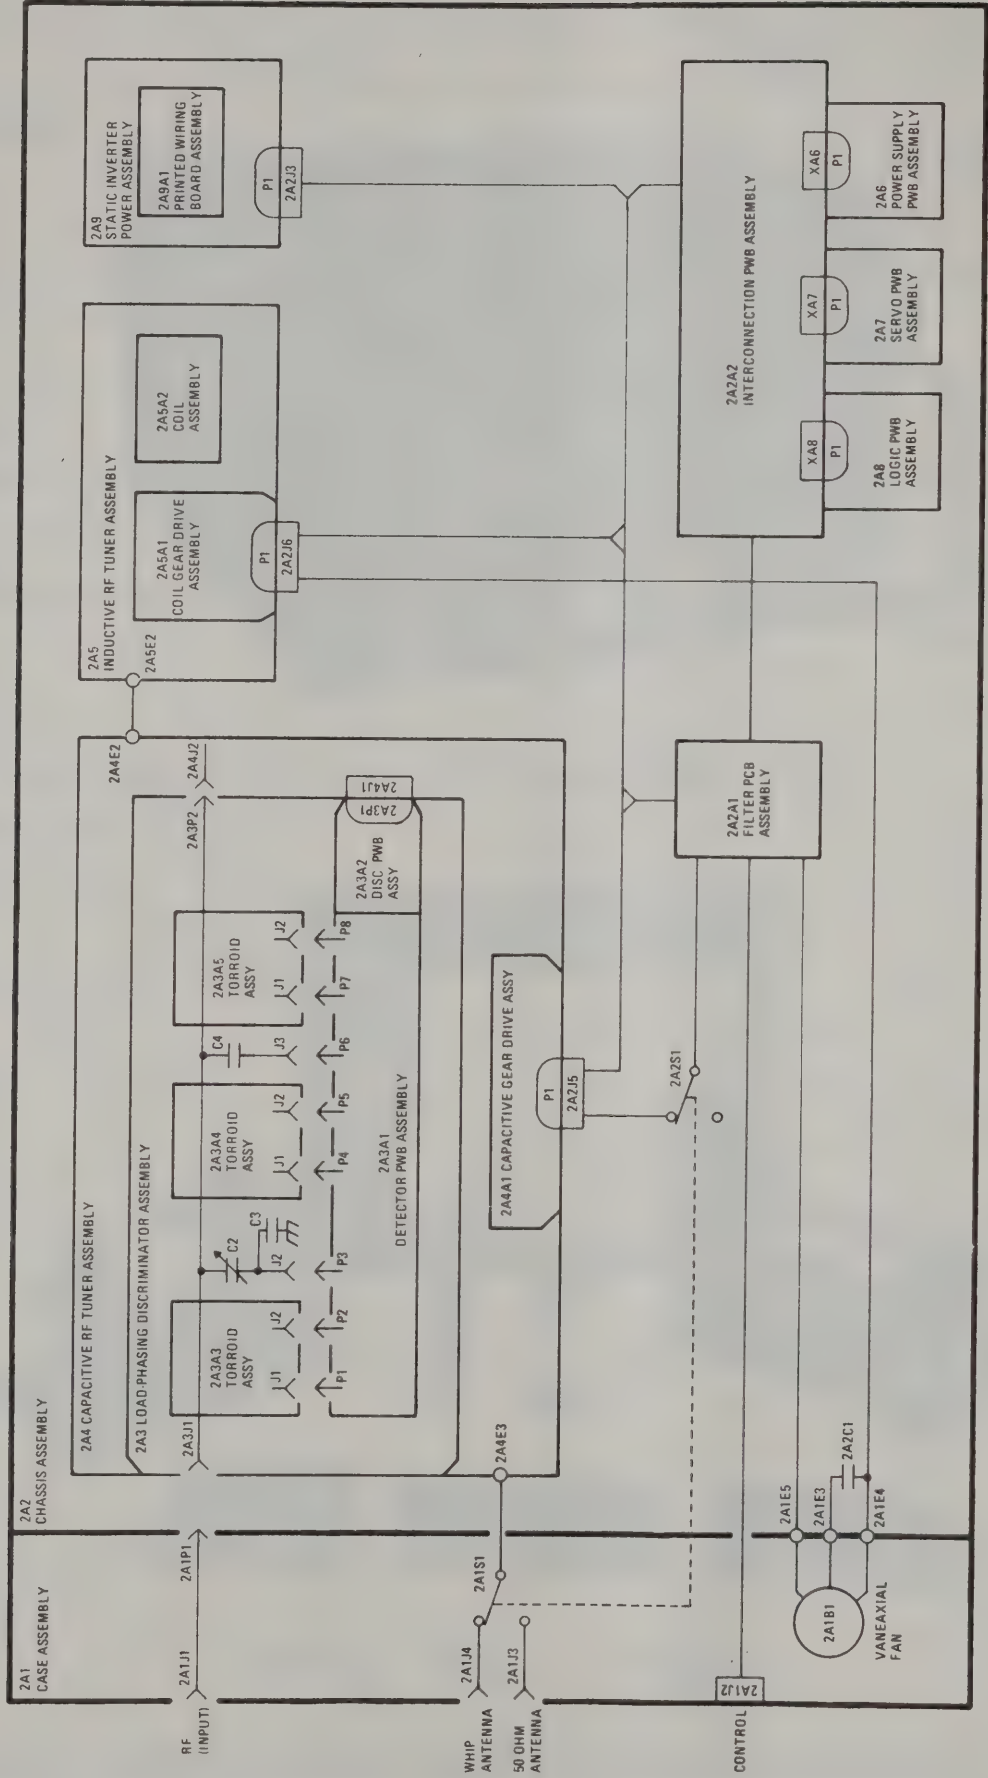 2A1
CASE ASSEMBLY
2A2
CHASSIS ASSEMBLY
2A4 CAPACITIVE RF TUNER ASSEMBLY
2A3 LOAD-PHASING DISCRIMINATOR ASSEMBLY
RF
(INPUT)
2A1J1
2A1P1
2A3J1
2A3A3
TORROID
ASSY
J1
J2
C2
C3
J2
2A3A4
TORROID
ASSY
J1
J2
C4
J3
2A3A5
TORROID
ASSY
J1
J2
2A3P2
2A4J2
P1
P2
P3
P4
P5
P6
P7
P8
2A3A1
DETECTOR PWB ASSEMBLY
2A3A2
DISC PWB
ASSY
2A3P1
2A4J1
2A4E2
2A5E2
2A5
INDUCTIVE RF TUNER ASSEMBLY
2A5A1
COIL GEAR DRIVE
ASSEMBLY
P1
2A2J6
2A5A2
COIL
ASSEMBLY
2A9
STATIC INVERTER
POWER ASSEMBLY
2A9A1
PRINTED WIRING
BOARD ASSEMBLY
P1
2A2J3
WHIP
ANTENNA
2A1J4
50 OHM
ANTENNA
2A1J3
2A1S1
2A4E3
2A4A1 CAPACITIVE GEAR DRIVE ASSY
P1
2A2J5
2A2S1
2A2A1
FILTER PCB
ASSEMBLY
2A2A2
INTERCONNECTION PWB ASSEMBLY
XA8
P1
XA7
P1
XA6
P1
2A8
LOGIC PWB
ASSEMBLY
2A7
SERVO PWB
ASSEMBLY
2A6
POWER SUPPLY
PWB ASSEMBLY
CONTROL
2A1J2
2A1B1
VANEAXIAL
FAN
2A1E5
2A1E3
2A1E4
2A2C1